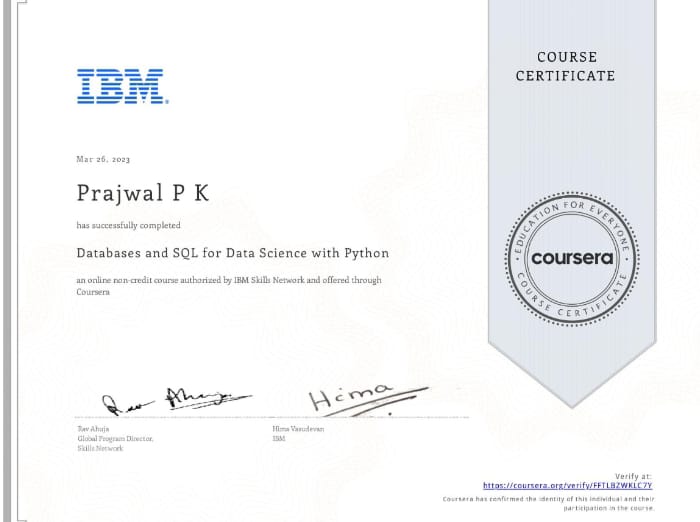 COURSE
CERTIFICATE
IBM
Mar 26, 2023
Prajwal P K
has successfully completed
Databases and SQL for Data Science with Python
an online non-credit course authorized by IBM Skills Network and offered through
Coursera
EDUCATION FOR EVERYONE
coursera
COURSE CERTIFICATE
Rav Ahuja
Hima
Rav Ahuja
Global Program Director,
Skills Network
Hima Vasudevan
IBM
Verify at:
https://coursera.org/verify/FFTLBZWKLC7Y
Coursera has confirmed the identity of this individual and their
participation in the course.